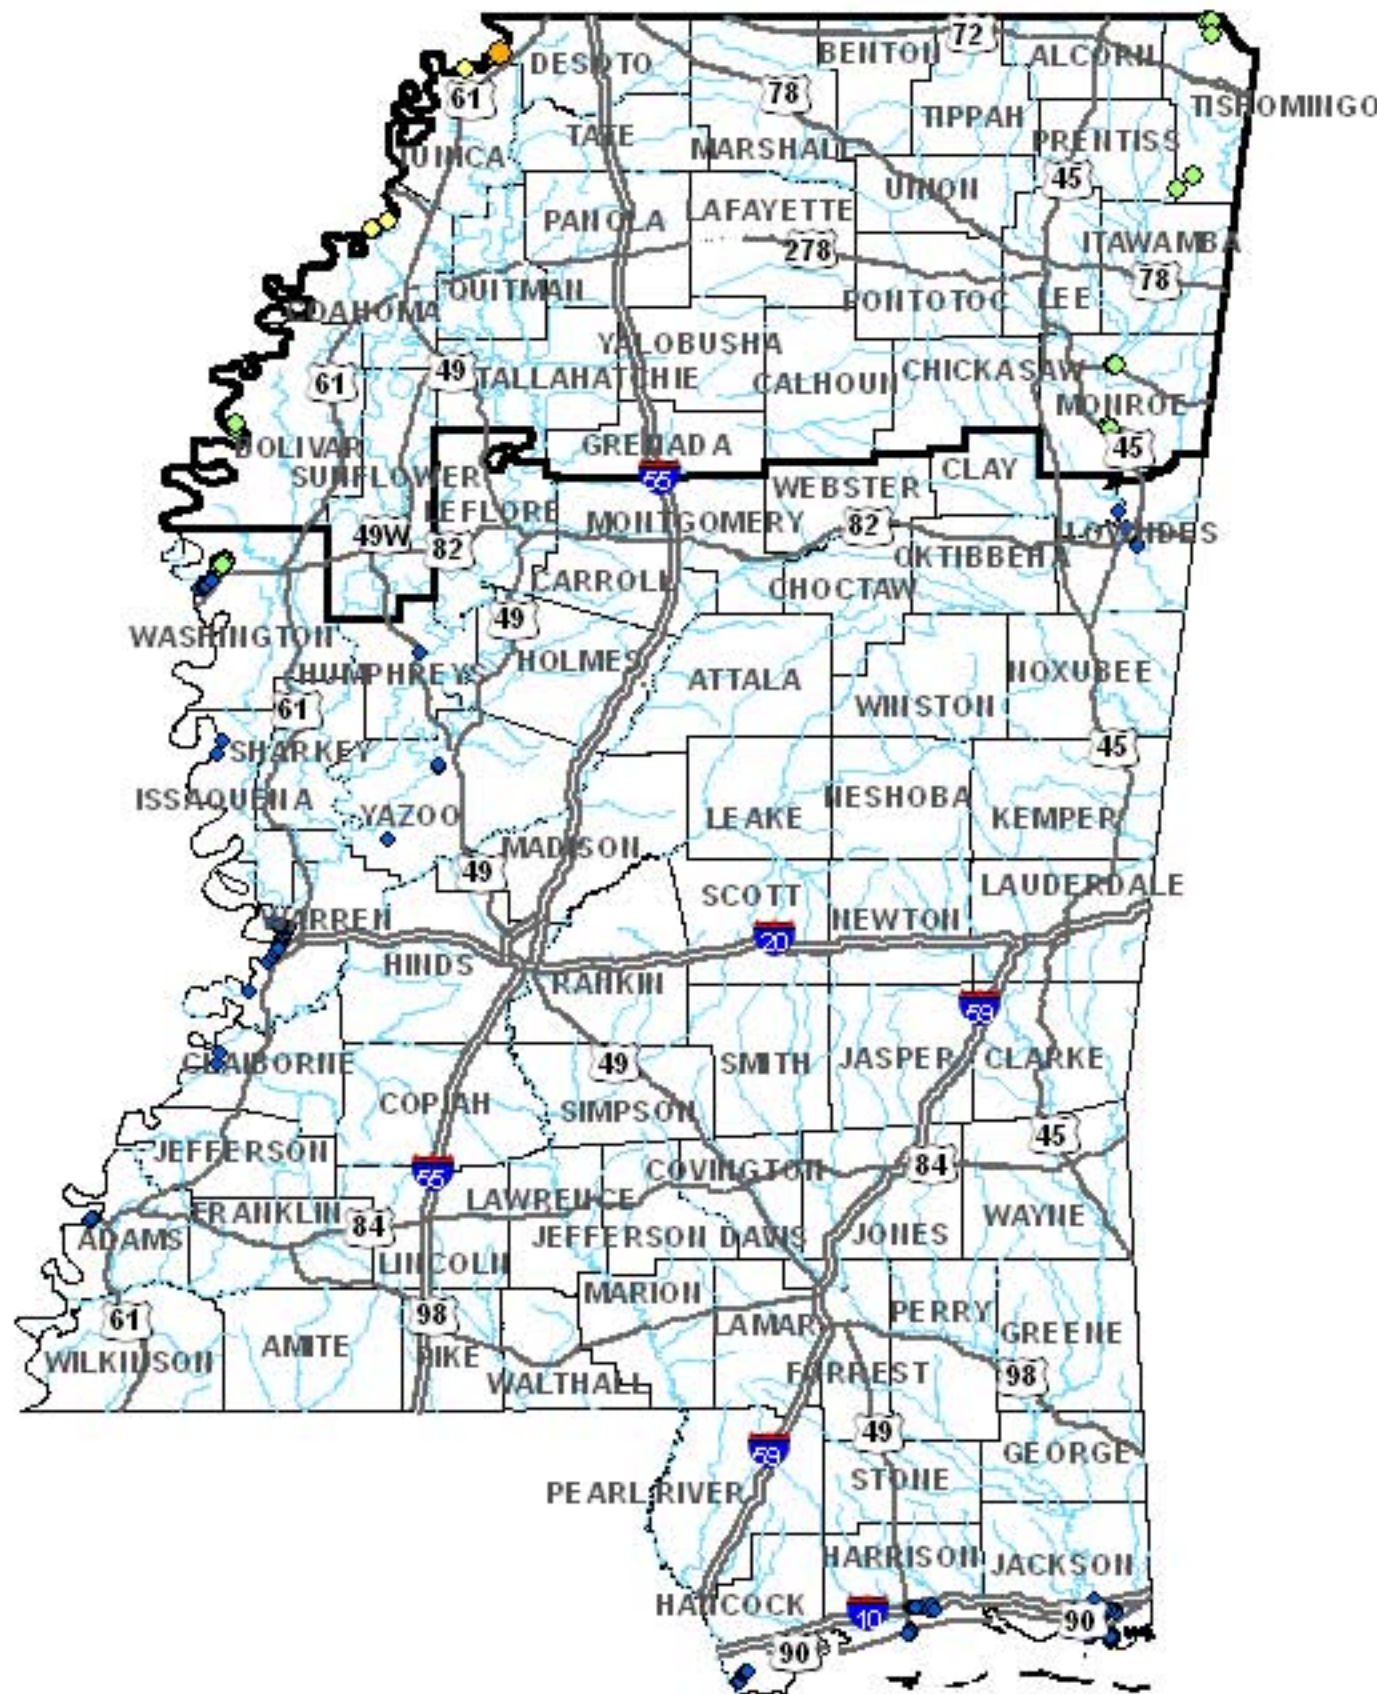 72
BENTON
ALCORN
DESOTO
61
78
TISHOMINGO
TIPPAH
TATE
PRENTISS
MARSHALL
TUNICA
45
UNION
LAFAYETTE
PANOLA
ITAWAMBA
278
78
QUITMAN
PONTOTOC
LEE
COAHOMA
YALOBUSHA
49
61
TALLAHATCHIE
CALHOUN
CHICKASAW
MONROE
BOLIVAR
GRENADA
45
SUNFLOWER
55
CLAY
WEBSTER
LEFLORE
MONTGOMERY
82
LOWNDES
49W
82
OKTIBBEHA
CARROLL
CHOCTAW
49
WASHINGTON
HUMPHREYS
HOLMES
ATTALA
NOXUBEE
61
WINSTON
45
SHARKEY
ISSAQUENA
YAZOO
LEAKE
NESHOBA
KEMPER
MADISON
49
SCOTT
LAUDERDALE
WARREN
NEWTON
20
HINDS
RANKIN
59
CLAIBORNE
49
SMITH
JASPER
CLARKE
COPIAH
SIMPSON
45
JEFFERSON
55
COVINGTON
84
LAWRENCE
FRANKLIN
84
WAYNE
ADAMS
JEFFERSON DAVIS
JONES
LINCOLN
MARION
61
98
LAMAR
PERRY
GREENE
WILKINSON
AMITE
PIKE
WALTHALL
FORREST
98
49
59
GEORGE
PEARL RIVER
STONE
HARRISON
JACKSON
HANCOCK
10
90
90